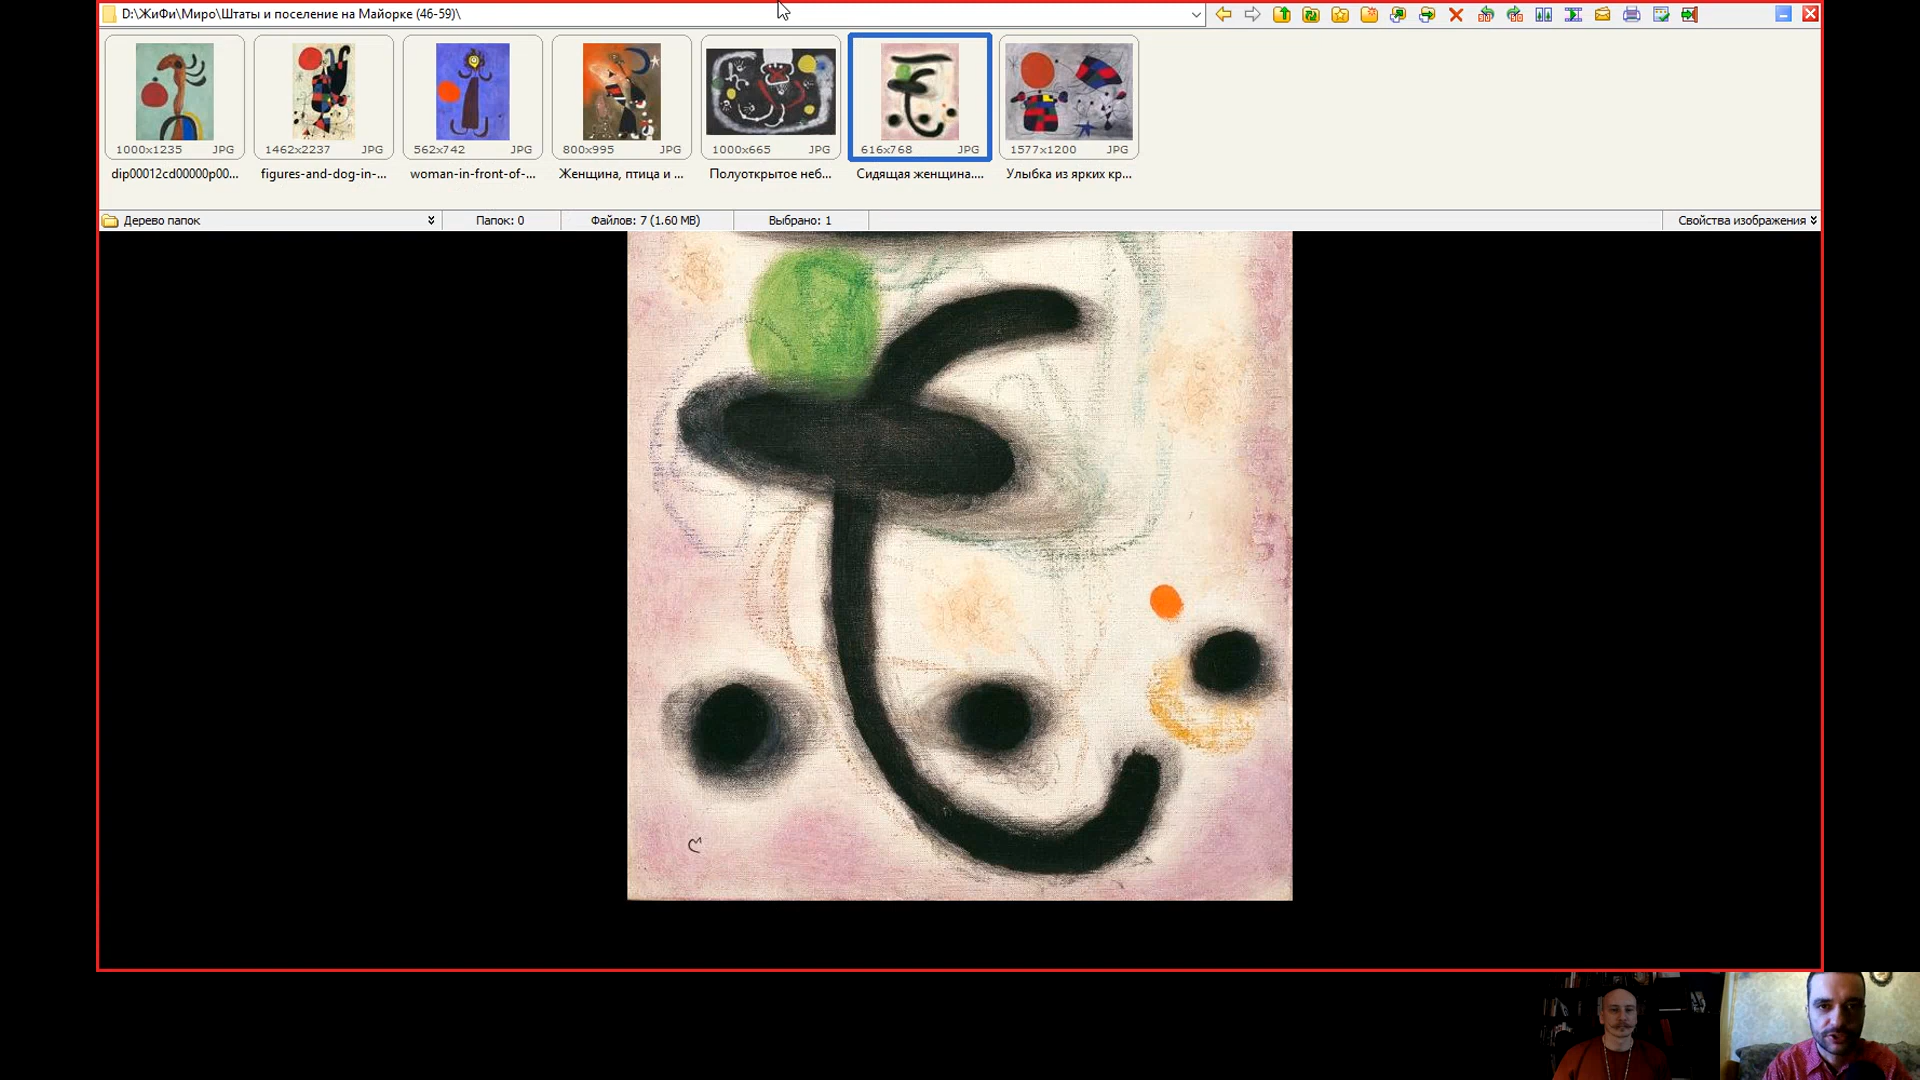 D:\ЖиФи\Миро\Штаты и поселение на Майорке (46-59)\
1000x1235 JPG
1462x2237 JPG
562x742 JPG
800x995 JPG
1000x665 JPG
616x768 JPG
1577x1200 JPG
dip00012cd00000p00...
figures-and-dog-in-...
woman-in-front-of-...
Женщина, птица и ...
Полуоткрытое неб...
Сидящая женщина....
Улыбка из ярких кр...
Дерево папок
Папок: 0
Файлов: 7 (1.60 MB)
Выбрано: 1
Свойства изображения